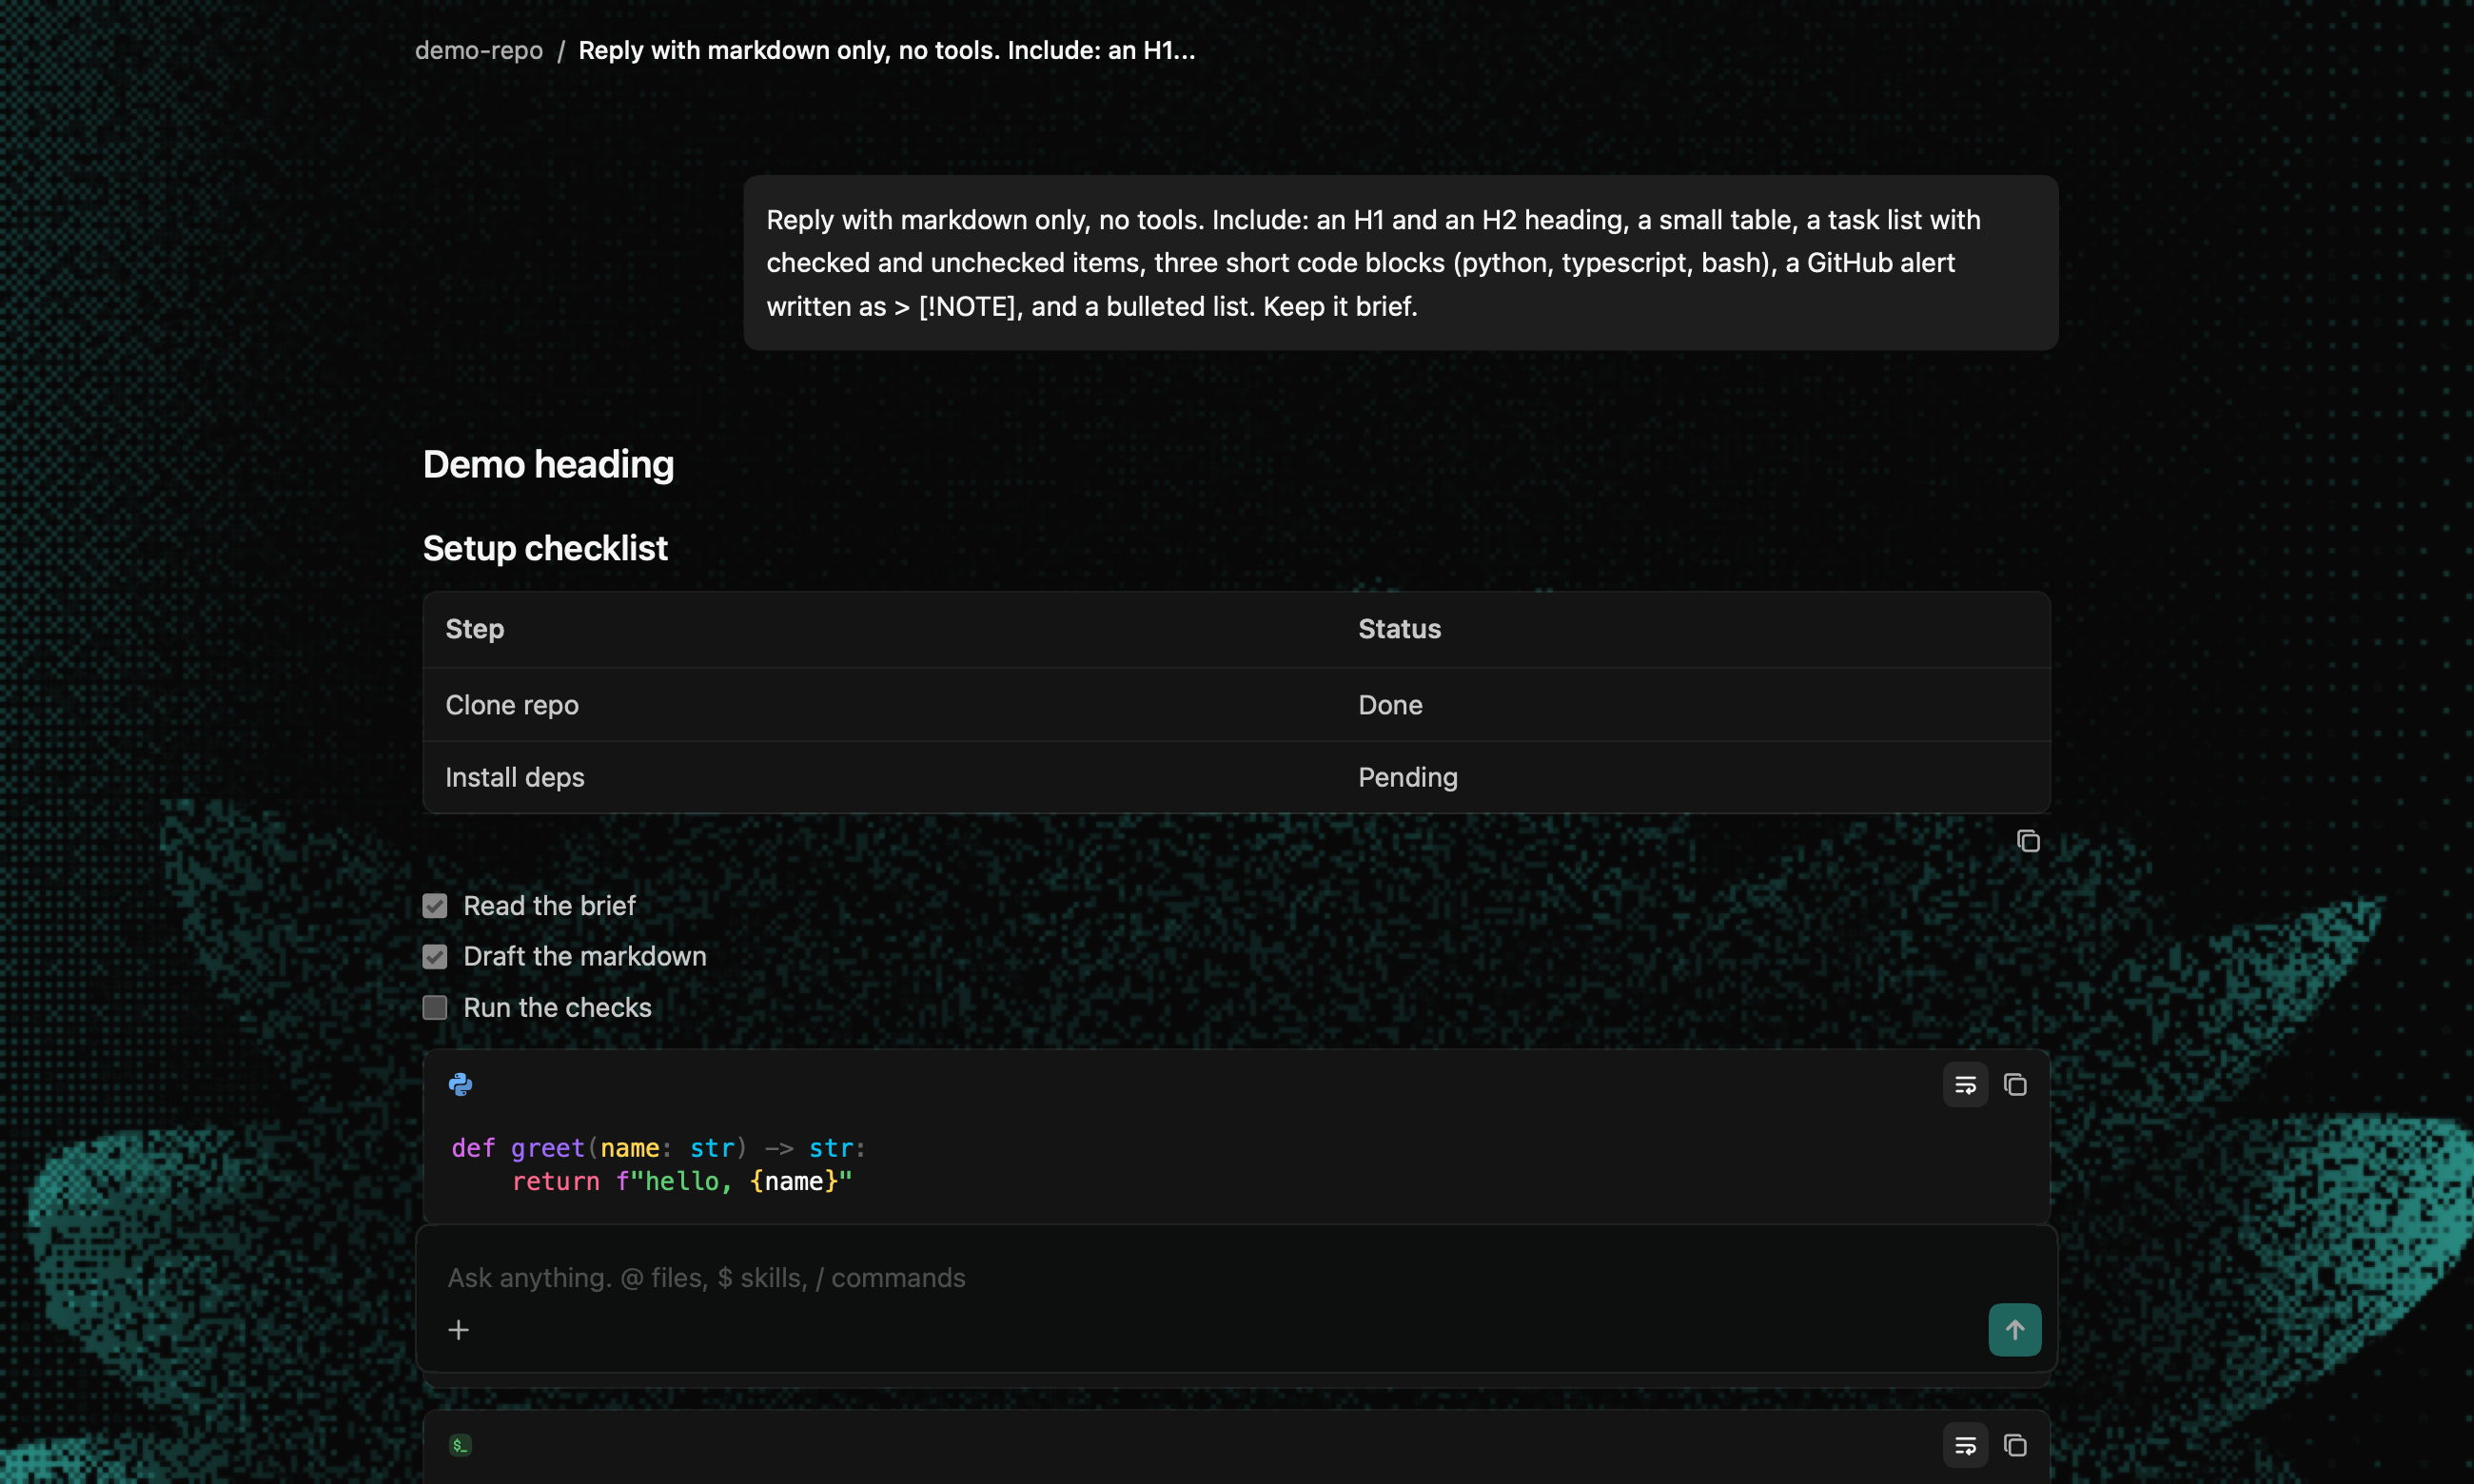 demo-repo / Reply with markdown only, no tools. Include: an H1...
Reply with markdown only, no tools. Include: an H1 and an H2 heading, a small table, a task list with
checked and unchecked items, three short code blocks (python, typescript, bash), a GitHub alert
written as > [!NOTE], and a bulleted list. Keep it brief.
Demo heading
Setup checklist
Step Status
Clone repo Done
Install deps Pending
Read the brief
Draft the markdown
Run the checks
def greet(name: str) -> str:
    return f"hello, {name}"
Ask anything. @ files, $ skills, / commands
$_